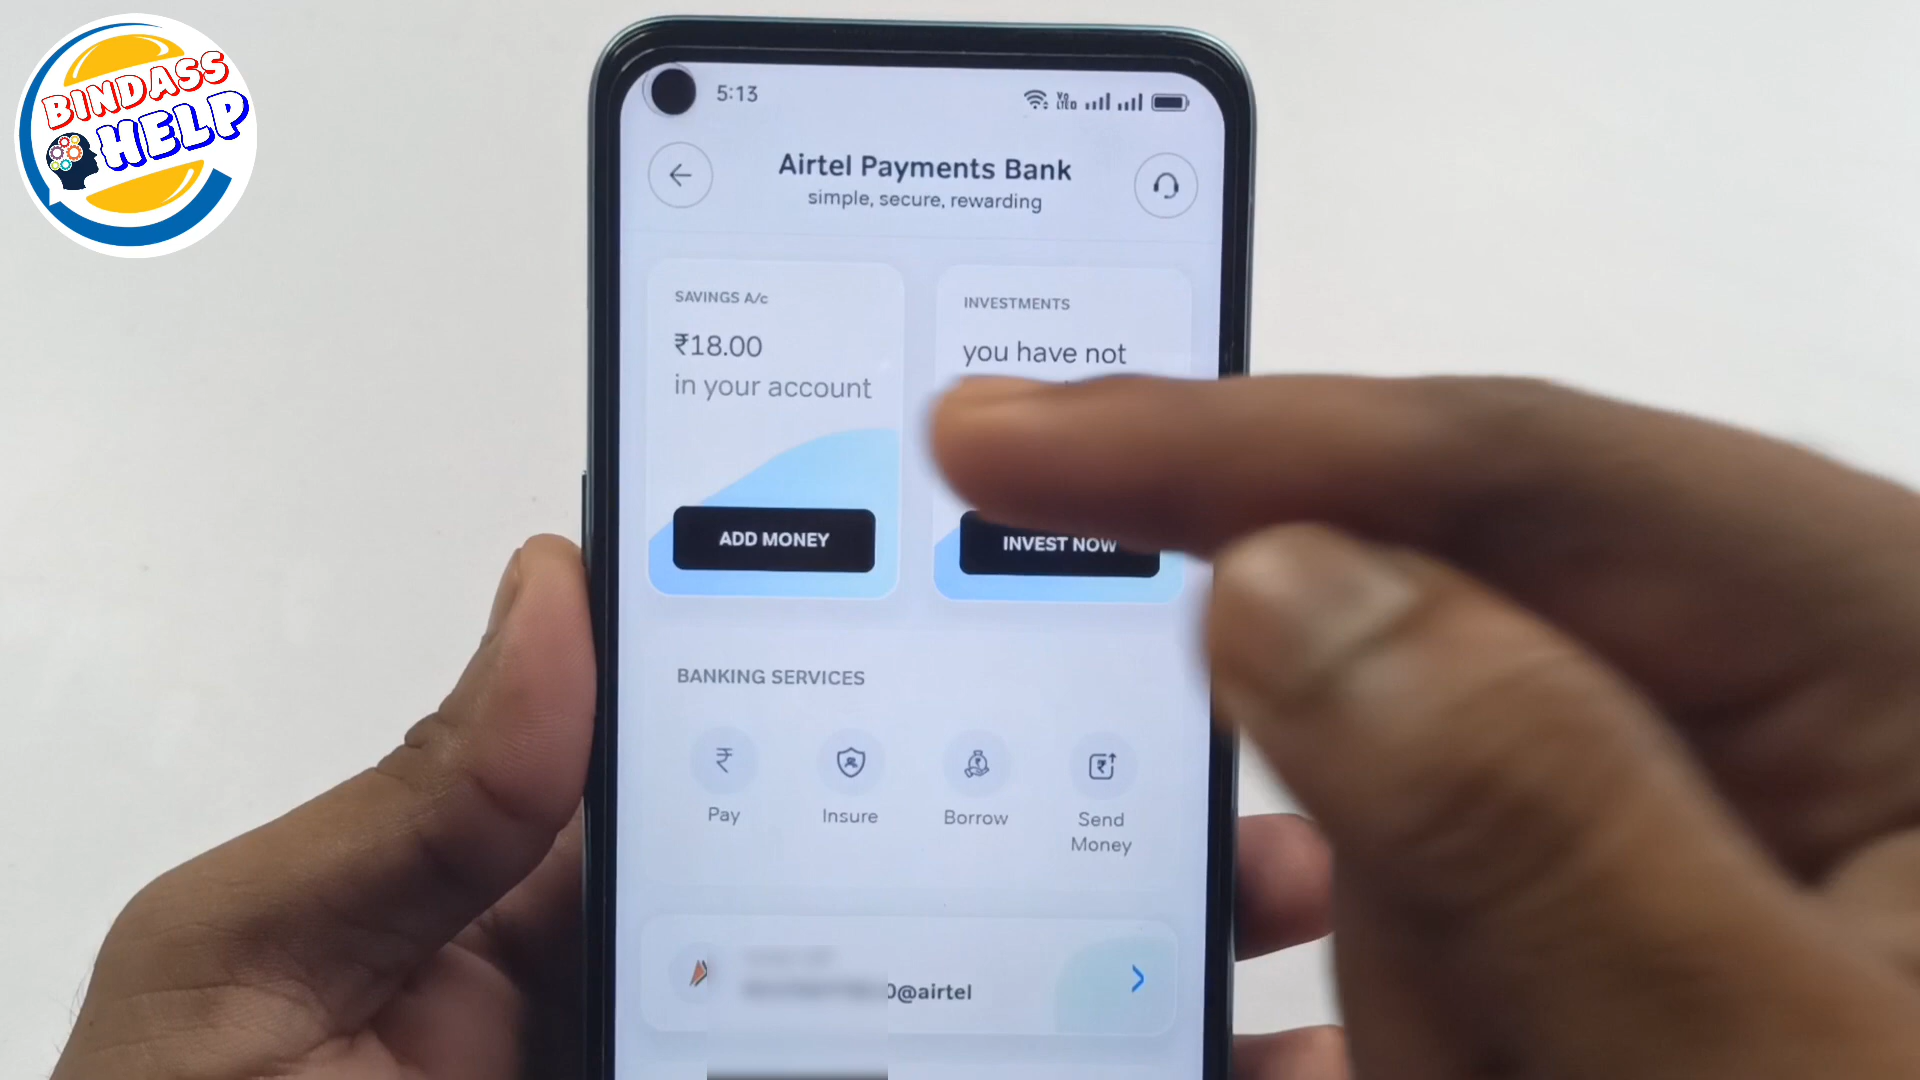 BINDASS
HELP
5:13
Airtel Payments Bank
simple, secure, rewarding
SAVINGS A/c
₹18.00
in your account
ADD MONEY
INVESTMENTS
you have not
INVEST NOW
BANKING SERVICES
Pay
Insure
Borrow
Send
Money
0@airtel